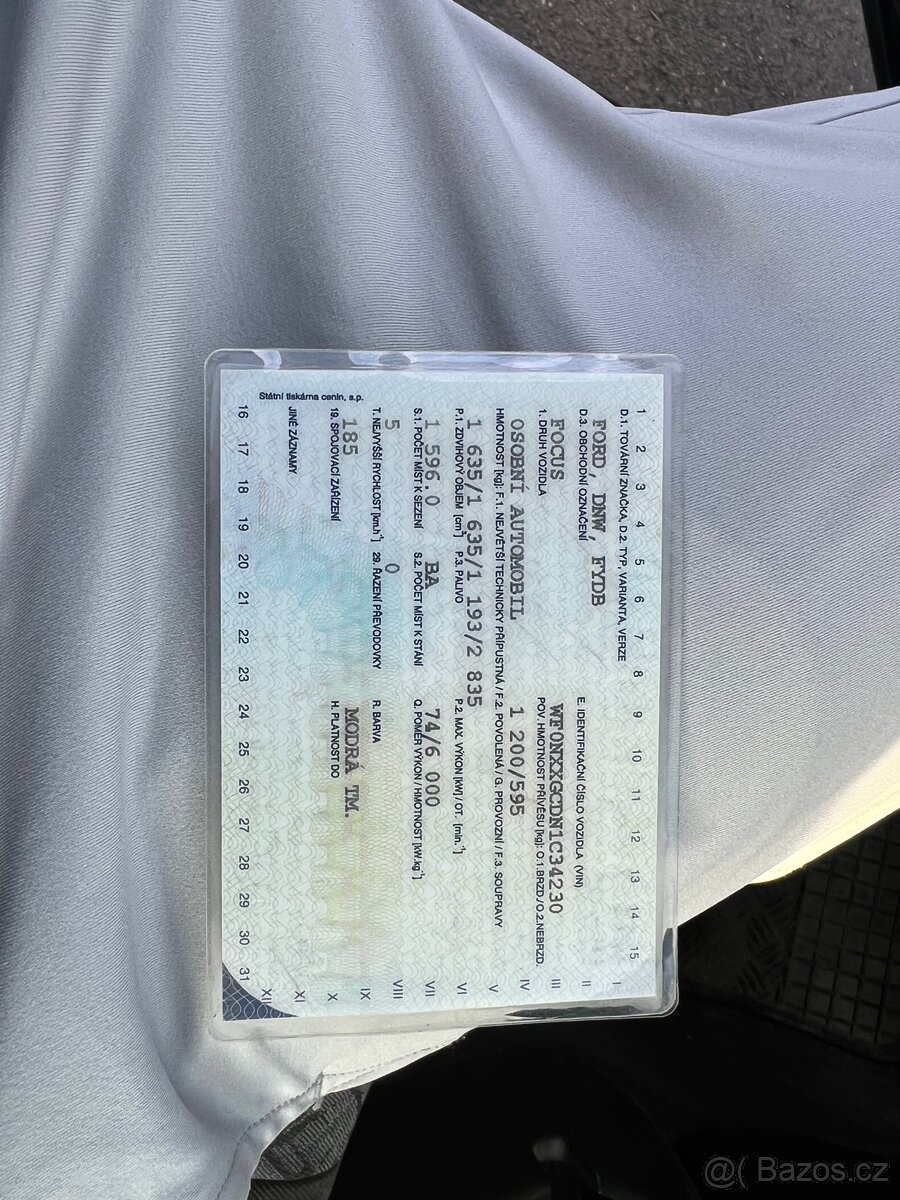 1 2 3 4 5 6 7 8 9 10 11 12 13 14 15
D.1. TOVÁRNÍ ZNAČKA, D.2. TYP, VARIANTA, VERZE
FORD, DNW, FYDB
D.3. OBCHODNÍ OZNAČENÍ
E. IDENTIFIKAČNÍ ČÍSLO VOZIDLA (VIN)
FOCUS
WF0NXXGCDN1C34230
1. DRUH VOZIDLA
POV. HMOTNOST PŘÍVĚSU [kg]: O.1.BRZD./O.2.NEBRZD.
OSOBNÍ AUTOMOBIL
1 200/595
HMOTNOST [kg]: F.1. NEJVĚTŠÍ TECHNICKY PŘÍPUSTNÁ / F.2. POVOLENÁ / G. PROVOZNÍ / F.3. SOUPRAVY
1 635/1 635/1 193/2 835
P.1. ZDVIHOVÝ OBJEM [cm³] P.3. PALIVO P.2. MAX. VÝKON [kW] / OT. [min.⁻¹]
1 596.0 BA 74/6 000
S.1. POČET MÍST K SEZENÍ S.2. POČET MÍST K STÁNÍ Q. POMĚR VÝKON / HMOTNOST [kW.kg⁻¹]
5 0
T. NEJVYŠŠÍ RYCHLOST [km.h⁻¹] 29. ŘAZENÍ PŘEVODOVKY R. BARVA
185 MODRÁ TM.
19. SPOJOVACÍ ZAŘÍZENÍ H. PLATNOST DO
JINÉ ZÁZNAMY
Státní tiskárna cenin, s.p.
16 17 18 19 20 21 22 23 24 25 26 27 28 29 30 31
I II III IV V VI VII VIII IX X XI XII
@( Bazos.cz